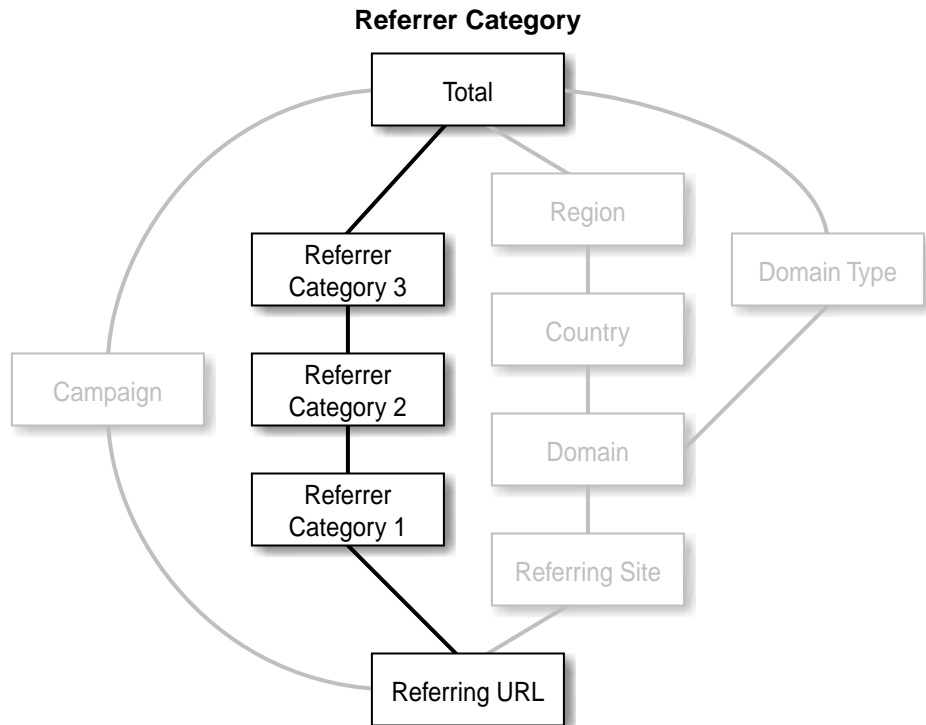 Referrer Category
Total
Region
Referrer
Category 3
Domain Type
Country
Campaign
Referrer
Category 2
Domain
Referrer
Category 1
Referring Site
Referring URL